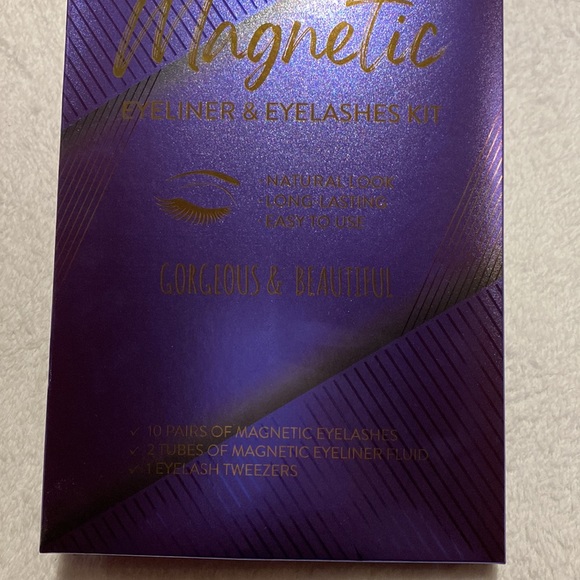 Magnetic
EYELINER & EYELASHES KIT
NATURAL LOOK
LONG-LASTING
EASY TO USE
GORGEOUS & BEAUTIFUL
✓ 10 PAIRS OF MAGNETIC EYELASHES
✓ 2 TUBES OF MAGNETIC EYELINER FLUID
✓ 1 EYELASH TWEEZERS